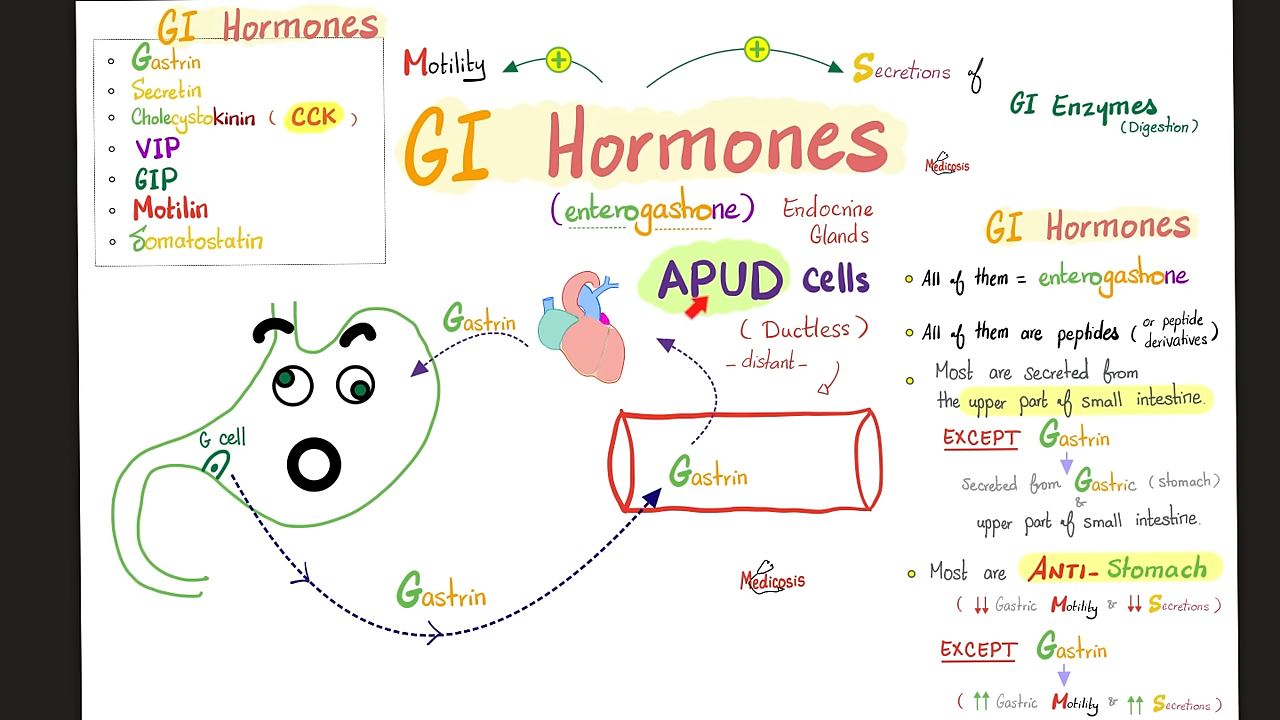 GI Hormones
Gastrin
Secretin
Cholecystokinin ( CCK )
VIP
GIP
Motilin
Somatostatin
Motility
+
+
Secretions of
GI Enzymes
(Digestion)
GI Hormones
Medicosis
(enterogastrone)
Endocrine
Glands
APUD cells
( Ductless )
- distant -
Gastrin
G cell
Gastrin
Gastrin
Medicosis
GI Hormones
All of them = enterogastrone
All of them are peptides ( or peptide
derivatives )
Most are secreted from
the upper part of small intestine.
EXCEPT Gastrin
Secreted from Gastric ( stomach )
&
upper part of small intestine.
Most are ANTI-Stomach
( ↓↓ Gastric Motility & ↓↓ Secretions )
EXCEPT Gastrin
( ↑↑ Gastric Motility & ↑↑ Secretions )